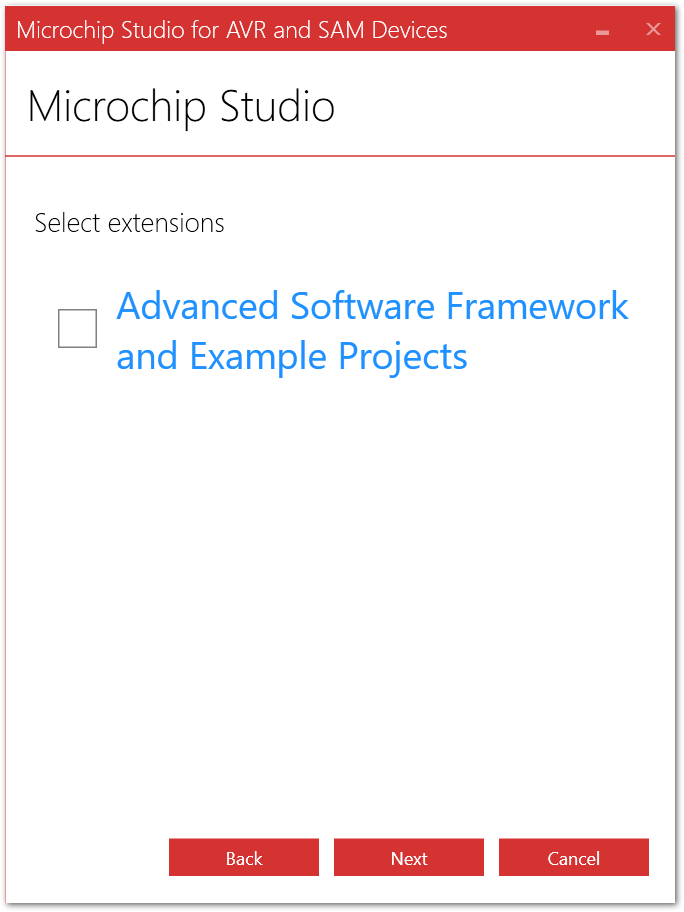 Microchip Studio for AVR and SAM Devices
Microchip Studio
Select extensions
Advanced Software Framework
and Example Projects
Back
Next
Cancel